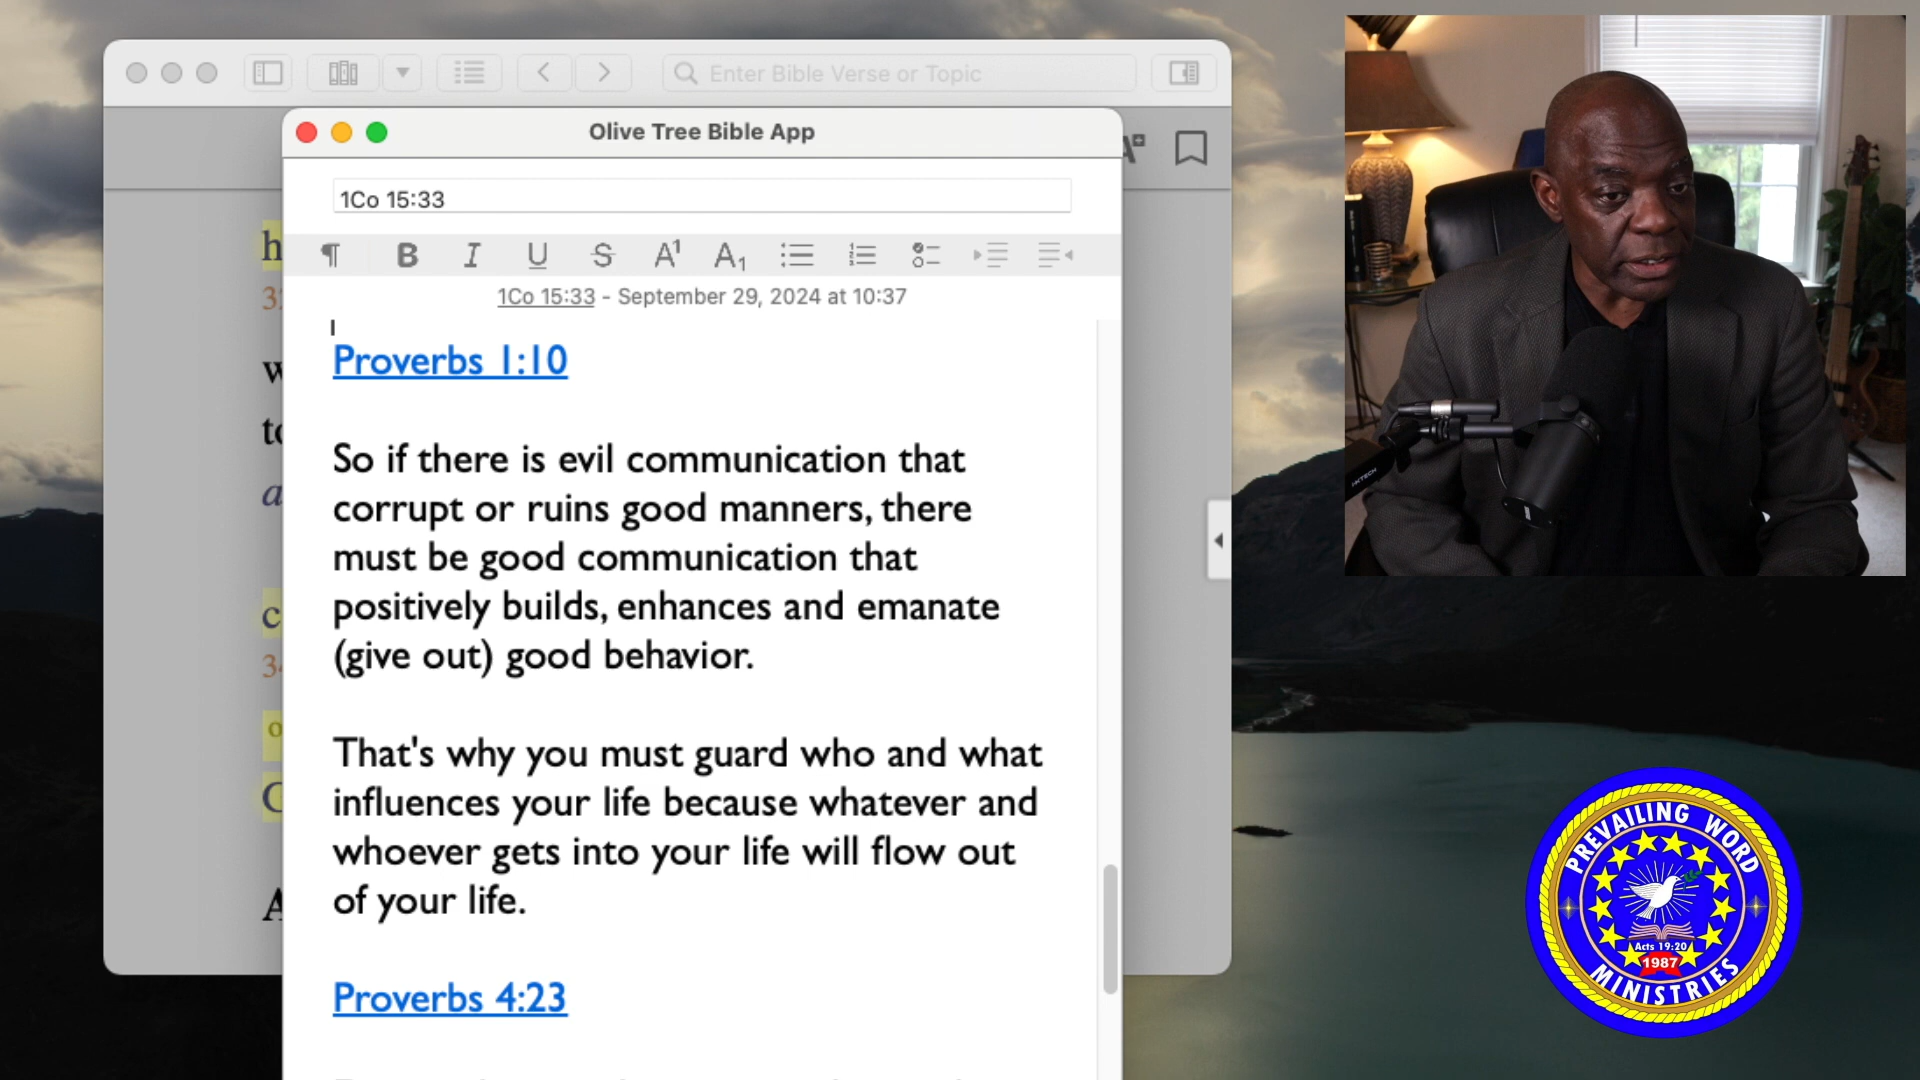 Enter Bible Verse or Topic
Olive Tree Bible App
1Co 15:33
1Co 15:33 - September 29, 2024 at 10:37
Proverbs 1:10
So if there is evil communication that
corrupt or ruins good manners, there
must be good communication that
positively builds, enhances and emanate
(give out) good behavior.
That's why you must guard who and what
influences your life because whatever and
whoever gets into your life will flow out
of your life.
Proverbs 4:23
PREVAILING WORD
Acts 19:20
1987
MINISTRIES